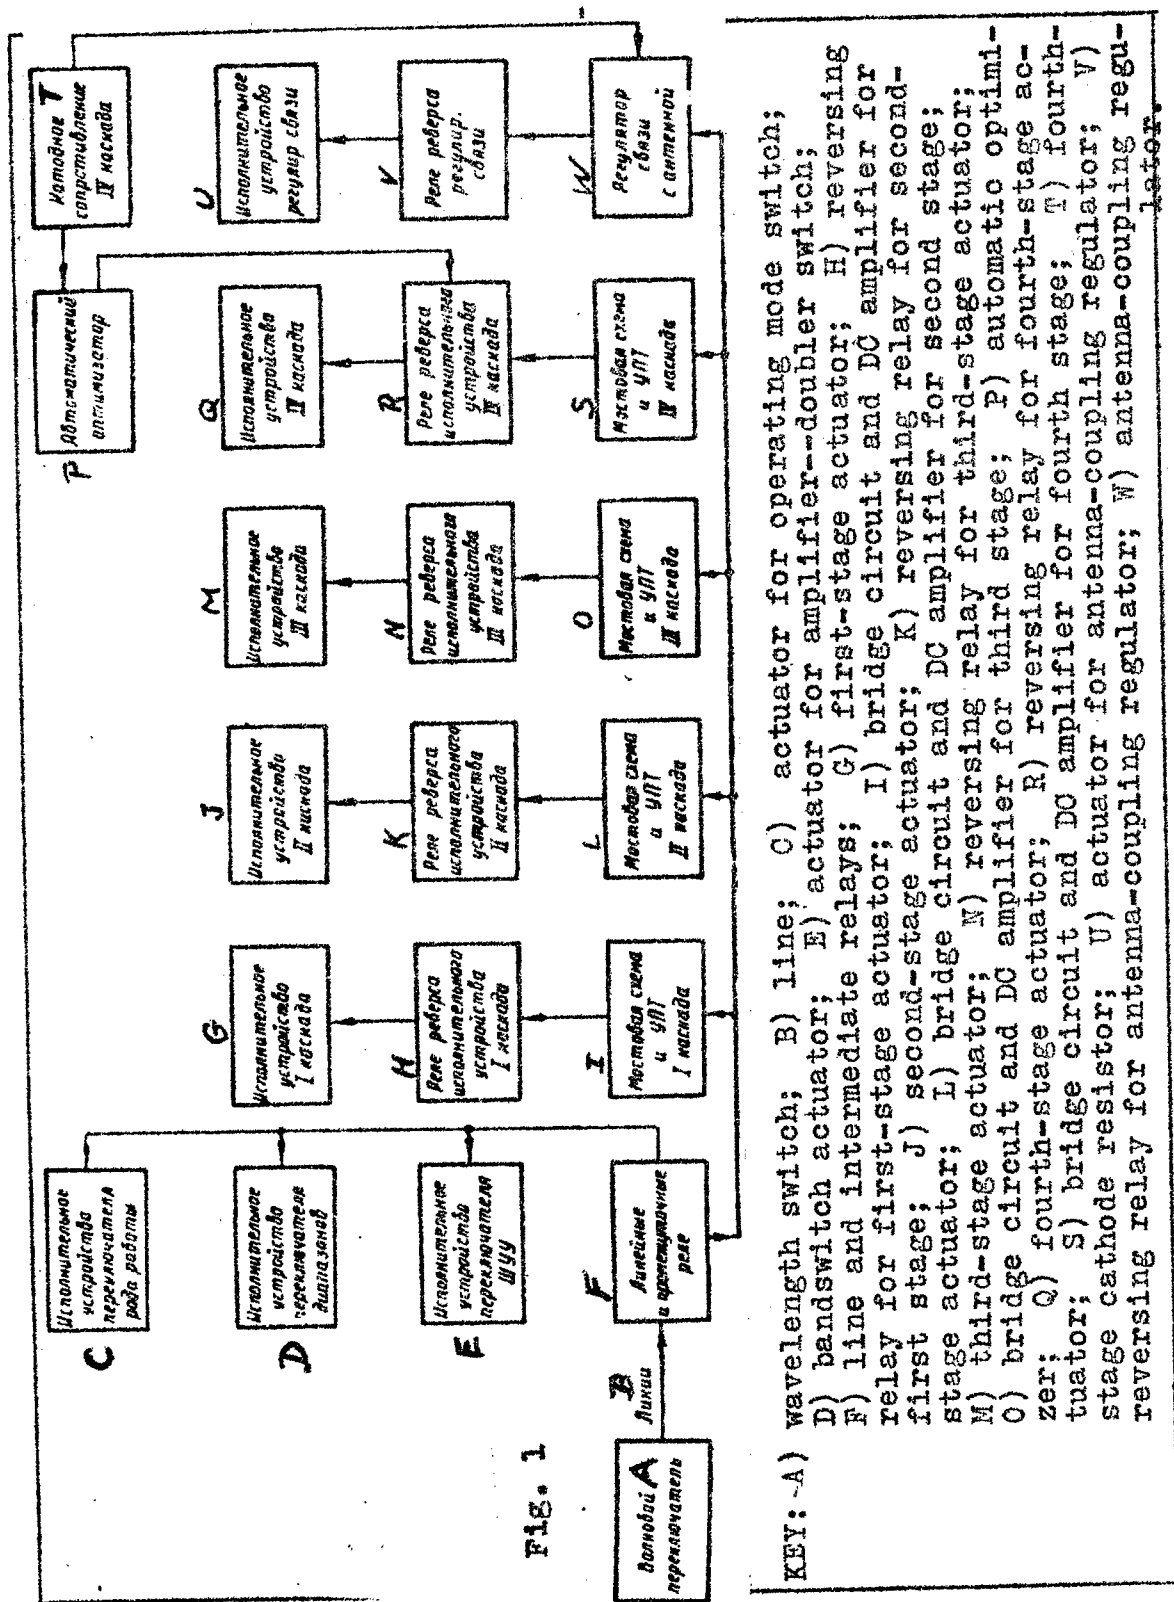 C
Исполнительное
устройства
переключателя
рода работы
D
Исполнительное
устройство
переключателя
диапазонов
E
Исполнительное
устройства
переключателя
F
Линейные
и промежуточные
реле
B
Линии
Волновой A
переключатель
Fig. 1
G
Исполнительное
устройство
I каскада
H
Реле реверса
исполнительного
устройства
I каскада
I
Мостовая схема
и УПТ
I каскада
J
Исполнительное
устройство
II каскада
K
Реле реверса
исполнительного
устройства
II каскада
L
Мостовая схема
и УПТ
II каскада
M
Исполнительное
устройства
III каскада
N
Реле реверса
исполнительного
устройства
III каскада
O
Мостовая схема
и УПТ
III каскада
P
Автоматический
оптимизатор
Q
Исполнительное
устройства
IV каскада
R
Реле реверса
исполнительного
устройства
IV каскада
S
Мостовая схема
и УПТ
IV каскада
Катодное T
сопротивление
IV каскада
U
Исполнительное
устройство
регулир связи
V
Реле реверса
регулир.
связи
W
Регулятор
связи
с антенной
KEY: A) wavelength switch; B) line; C) actuator for operating mode switch;
D) bandswitch actuator; E) actuator for amplifier--doubler switch;
F) line and intermediate relays; G) first-stage actuator; H) reversing
relay for first-stage actuator; I) bridge circuit and DC amplifier for
first stage; J) second-stage actuator; K) reversing relay for second-
stage actuator; L) bridge circuit and DC amplifier for second stage;
M) third-stage actuator; N) reversing relay for third-stage actuator;
O) bridge circuit and DC amplifier for third stage; P) automatic optimi-
zer; Q) fourth-stage actuator; R) reversing relay for fourth-stage ac-
tuator; S) bridge circuit and DC amplifier for fourth stage; T) fourth-
stage cathode resistor; U) actuator for antenna-coupling regulator; V)
reversing relay for antenna-coupling regulator; W) antenna-coupling regu-
lator.